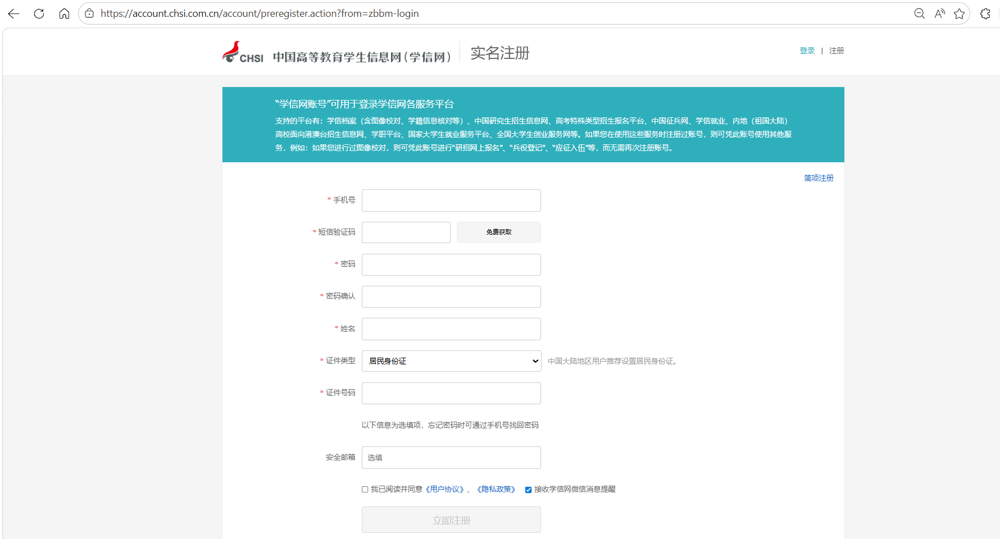 https://account.chsi.com.cn/account/preregister.action?from=zbbm-login
CHSI 中国高等教育学生信息网(学信网) 实名注册
登录 | 注册
“学信网账号”可用于登录学信网各服务平台
支持的平台有：学信档案（含图像校对、学籍信息核对等）、中国研究生招生信息网、高考特殊类型招生报名平台、中国征兵网、学信就业、内地（祖国大陆）
高校面向港澳台招生信息网、学职平台、国家大学生就业服务平台、全国大学生创业服务网等。如果您在使用这些服务时注册过账号，则可凭此账号使用其他服
务，例如：如果您进行过图像校对，则可凭此账号进行“研招网上报名”、“兵役登记”、“应征入伍”等，而无需再次注册账号。
简项注册
* 手机号
* 短信验证码 免费获取
* 密码
* 密码确认
* 姓名
* 证件类型 居民身份证 中国大陆地区用户推荐设置居民身份证。
* 证件号码
以下信息为选填项，忘记密码时可通过手机号找回密码
安全邮箱 选填
我已阅读并同意《用户协议》、《隐私政策》 接收学信网微信消息提醒
立即注册